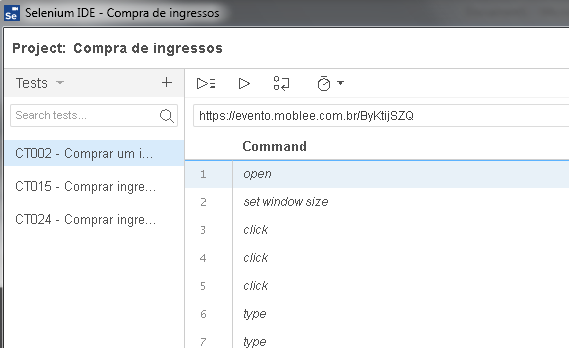 Selenium IDE - Compra de ingressos
Project: Compra de ingressos
Tests
Search tests...
CT002 - Comprar um i...
CT015 - Comprar ingre...
CT024 - Comprar ingre...
https://evento.moblee.com.br/ByKtijSZQ
Command
1 open
2 set window size
3 click
4 click
5 click
6 type
7 type